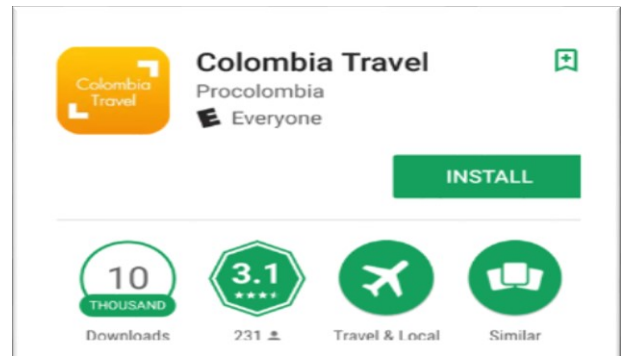 Colombia Travel
Procolombia
E Everyone
Colombia
Travel
INSTALL
10
THOUSAND
3.1
Downloads
231
Travel & Local
Similar